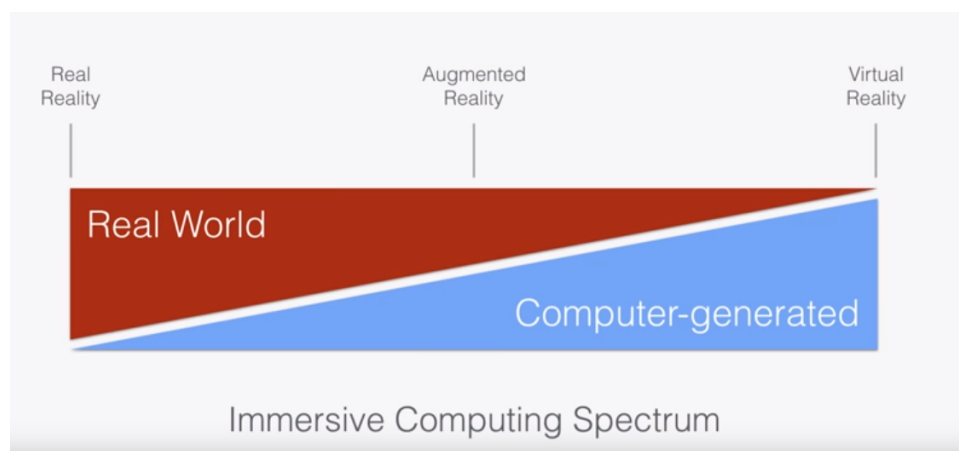 Real
Reality
Augmented
Reality
Virtual
Reality
Real World
Computer-generated
Immersive Computing Spectrum